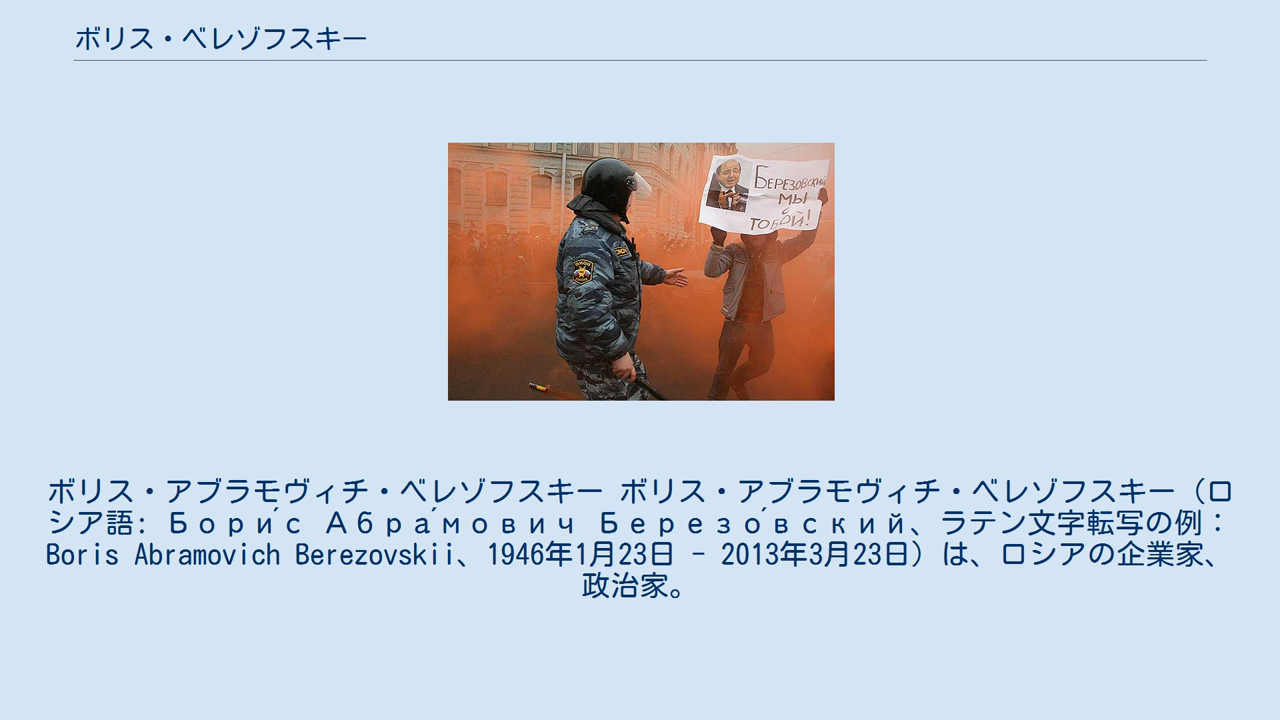 ボリス・ベレゾフスキー
БЕРЕЗОВСКИЙ
МЫ
С
ТОБОЙ!
ボリス・アブラモヴィチ・ベレゾフスキー ボリス・アブラモヴィチ・ベレゾフスキー（ロ
シア語: Бори́с Абра́мович Березо́вский、ラテン文字転写の例：
Boris Abramovich Berezovskii、1946年1月23日 - 2013年3月23日）は、ロシアの企業家、
政治家。